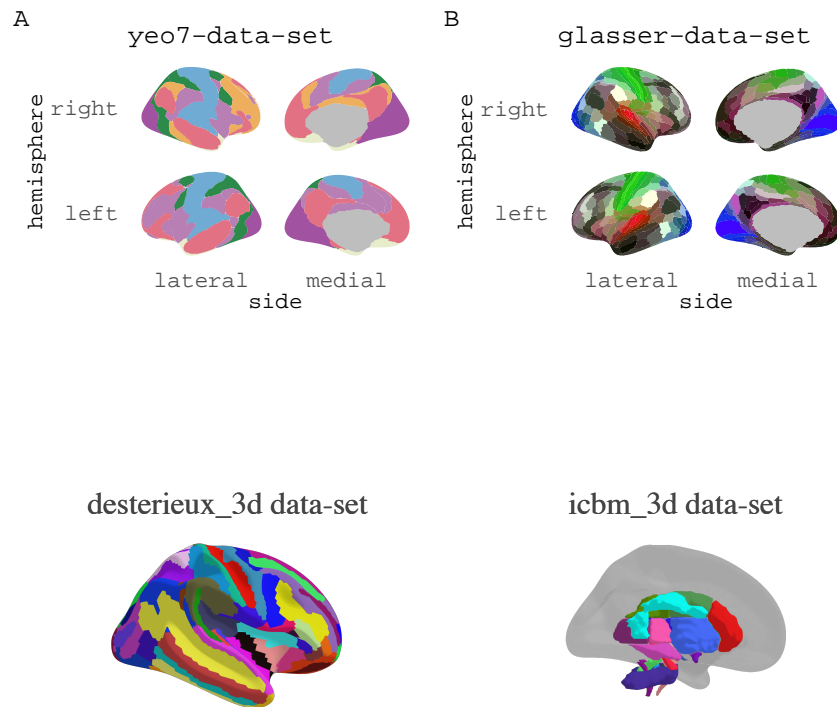 A
yeo7-data-set
hemisphere
right
left
lateral medial
side
B
glasser-data-set
hemisphere
right
left
lateral medial
side
desterieux_3d data-set
icbm_3d data-set